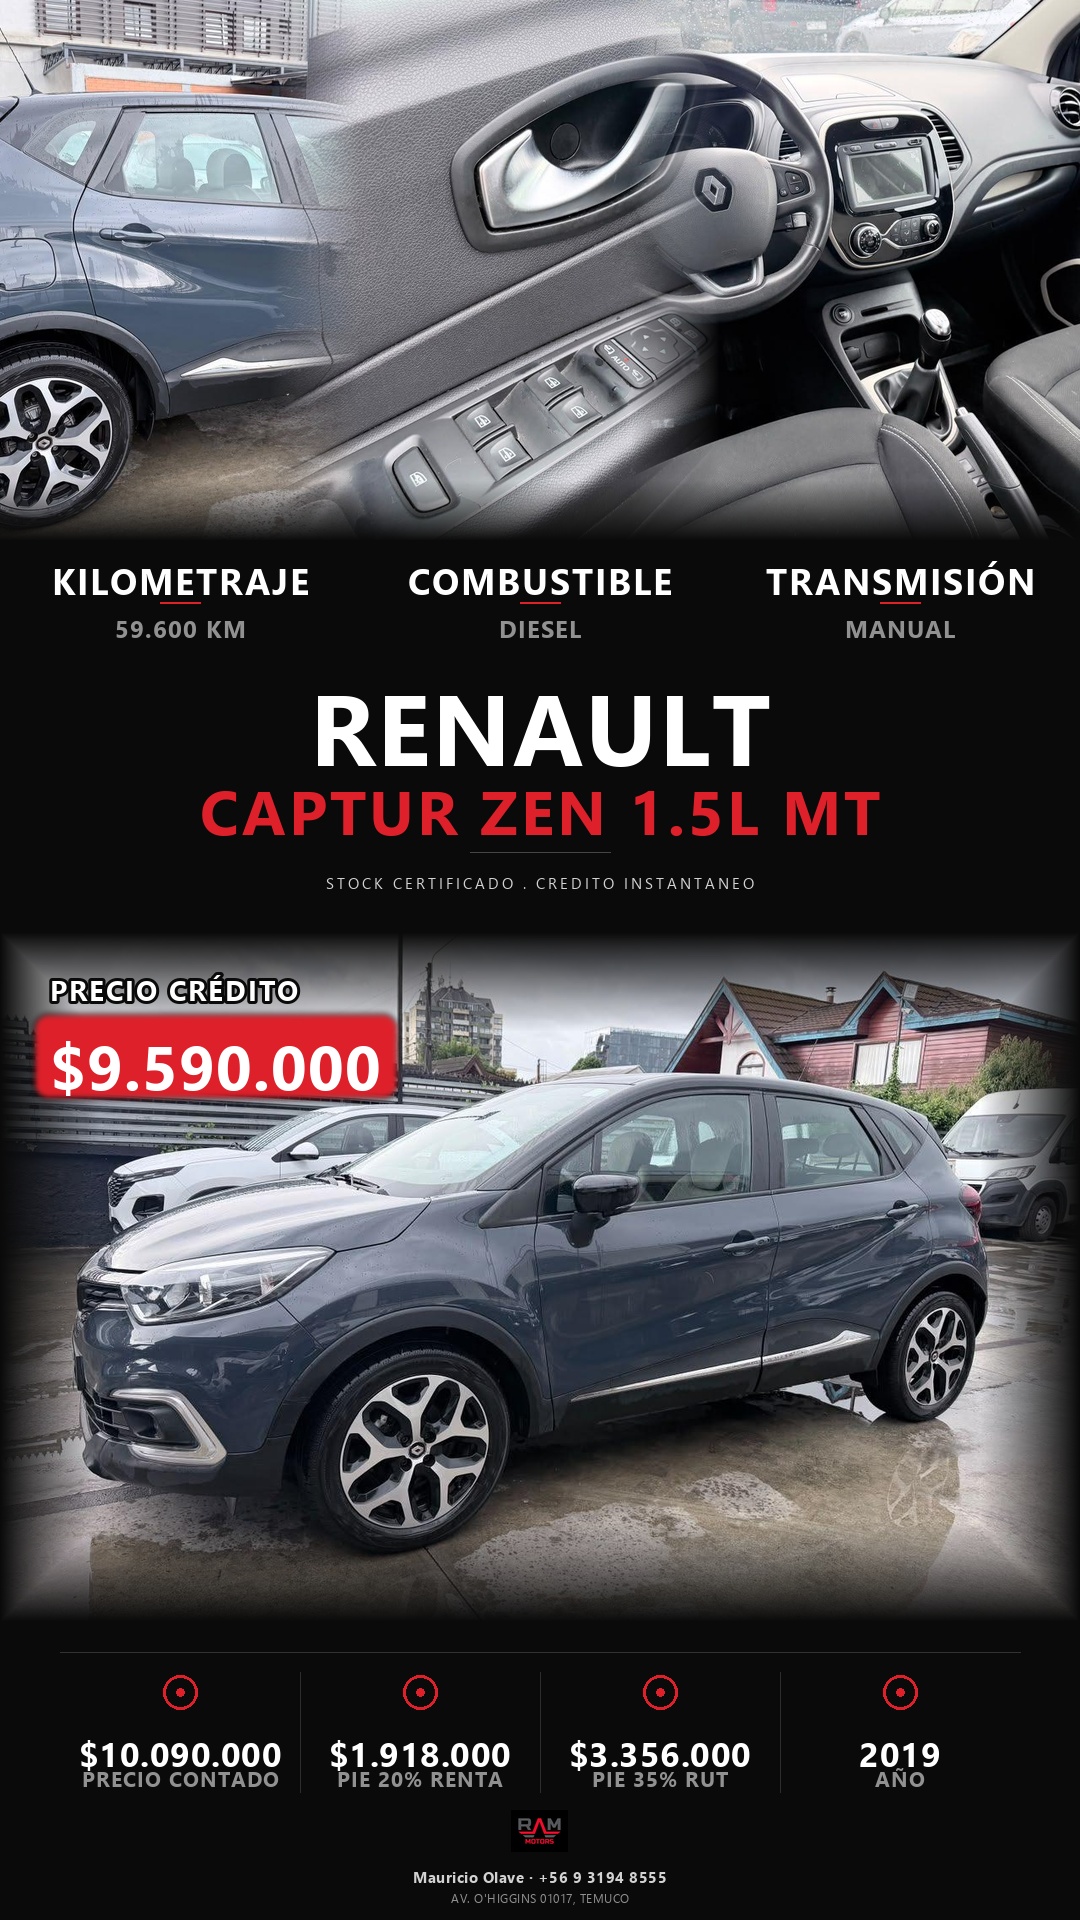 KILOMETRAJE
59.600 KM
COMBUSTIBLE
DIESEL
TRANSMISIÓN
MANUAL
RENAULT
CAPTUR ZEN 1.5L MT
STOCK CERTIFICADO . CREDITO INSTANTANEO
PRECIO CRÉDITO
$9.590.000
$10.090.000
PRECIO CONTADO
$1.918.000
PIE 20% RENTA
$3.356.000
PIE 35% RUT
2019
AÑO
RAM
MOTORS
Mauricio Olave · +56 9 3194 8555
AV. O'HIGGINS 01017, TEMUCO